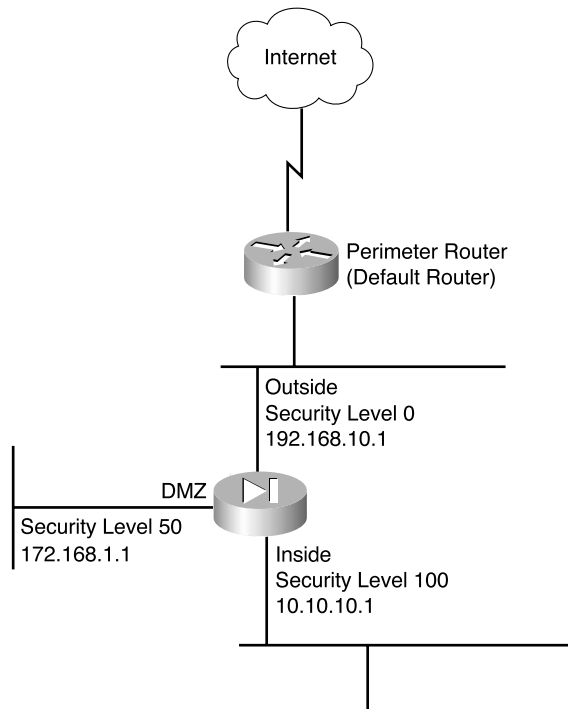 Internet
Perimeter Router
(Default Router)
Outside
Security Level 0
192.168.10.1
DMZ
Security Level 50
172.168.1.1
Inside
Security Level 100
10.10.10.1